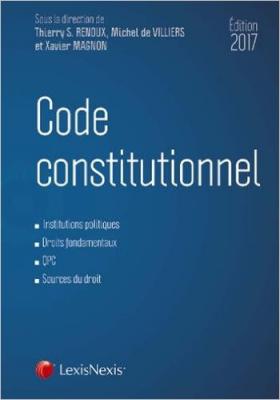 Sous la direction de
Thierry S. RENOUX, Michel de VILLIERS
et Xavier MAGNON
Édition
2017
Code
constitutionnel
Institutions politiques
Droits fondamentaux
QPC
Sources du droit
LexisNexis®